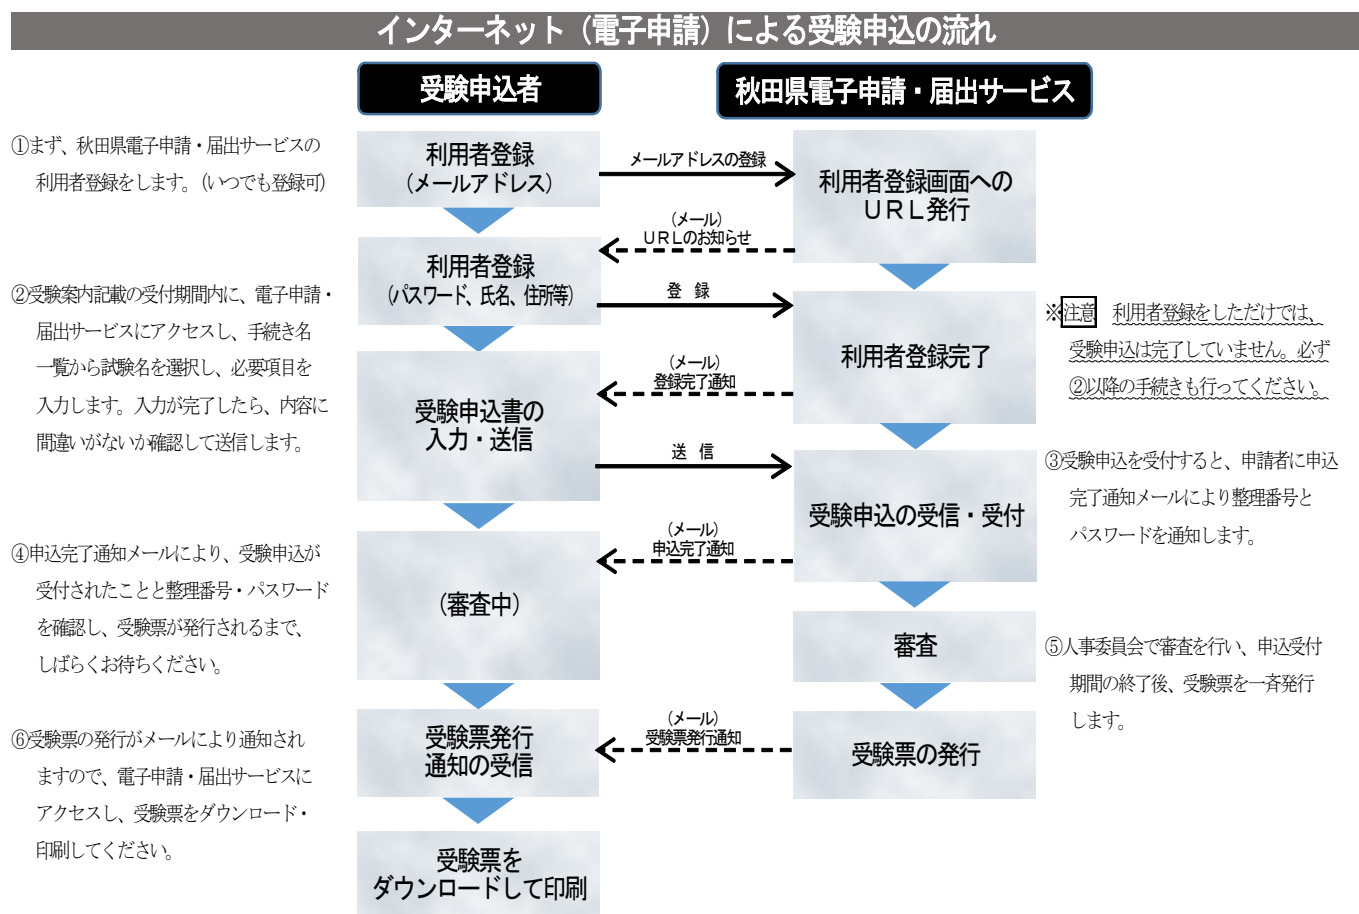 インターネット（電子申請）による受験申込の流れ
受験申込者
秋田県電子申請・届出サービス
①まず、秋田県電子申請・届出サービスの
利用者登録をします。（いつでも登録可）
利用者登録
（メールアドレス）
メールアドレスの登録
利用者登録画面への
ＵＲＬ発行
（メール）
ＵＲＬのお知らせ
利用者登録
（パスワード、氏名、住所等）
登　録
②受験案内記載の受付期間内に、電子申請・
届出サービスにアクセスし、手続き名
一覧から試験名を選択し、必要項目を
入力します。入力が完了したら、内容に
間違いがないか確認して送信します。
利用者登録完了
※注意　利用者登録をしただけでは、
受験申込は完了していません。必ず
②以降の手続きも行ってください。
（メール）
登録完了通知
受験申込書の
入力・送信
送　信
受験申込の受信・受付
③受験申込を受付すると、申請者に申込
完了通知メールにより整理番号と
パスワードを通知します。
（メール）
申込完了通知
④申込完了通知メールにより、受験申込が
受付されたことと整理番号・パスワード
を確認し、受験票が発行されるまで、
しばらくお待ちください。
（審査中）
審査
⑤人事委員会で審査を行い、申込受付
期間の終了後、受験票を一斉発行
します。
⑥受験票の発行がメールにより通知され
ますので、電子申請・届出サービスに
アクセスし、受験票をダウンロード・
印刷してください。
受験票発行
通知の受信
（メール）
受験票発行通知
受験票の発行
受験票を
ダウンロードして印刷